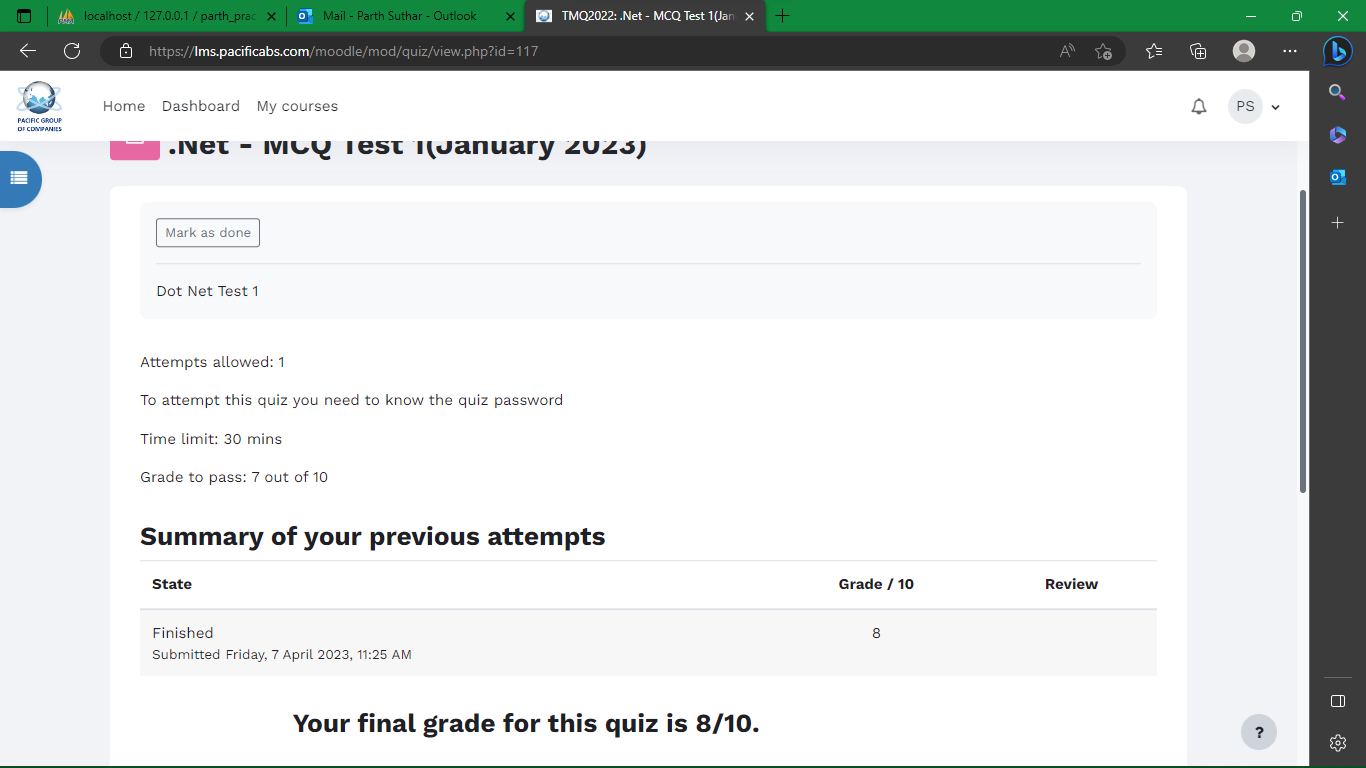 localhost / 127.0.0.1 / parth_prac
Mail - Parth Suthar - Outlook
TMQ2022: .Net - MCQ Test 1(Jan
https://lms.pacificabs.com/moodle/mod/quiz/view.php?id=117
PACIFIC GROUP
OF COMPANIES
Home
Dashboard
My courses
PS
.Net - MCQ Test 1(January 2023)
Mark as done
Dot Net Test 1
Attempts allowed: 1
To attempt this quiz you need to know the quiz password
Time limit: 30 mins
Grade to pass: 7 out of 10
Summary of your previous attempts
State Grade / 10 Review
Finished 8
Submitted Friday, 7 April 2023, 11:25 AM
Your final grade for this quiz is 8/10.
?